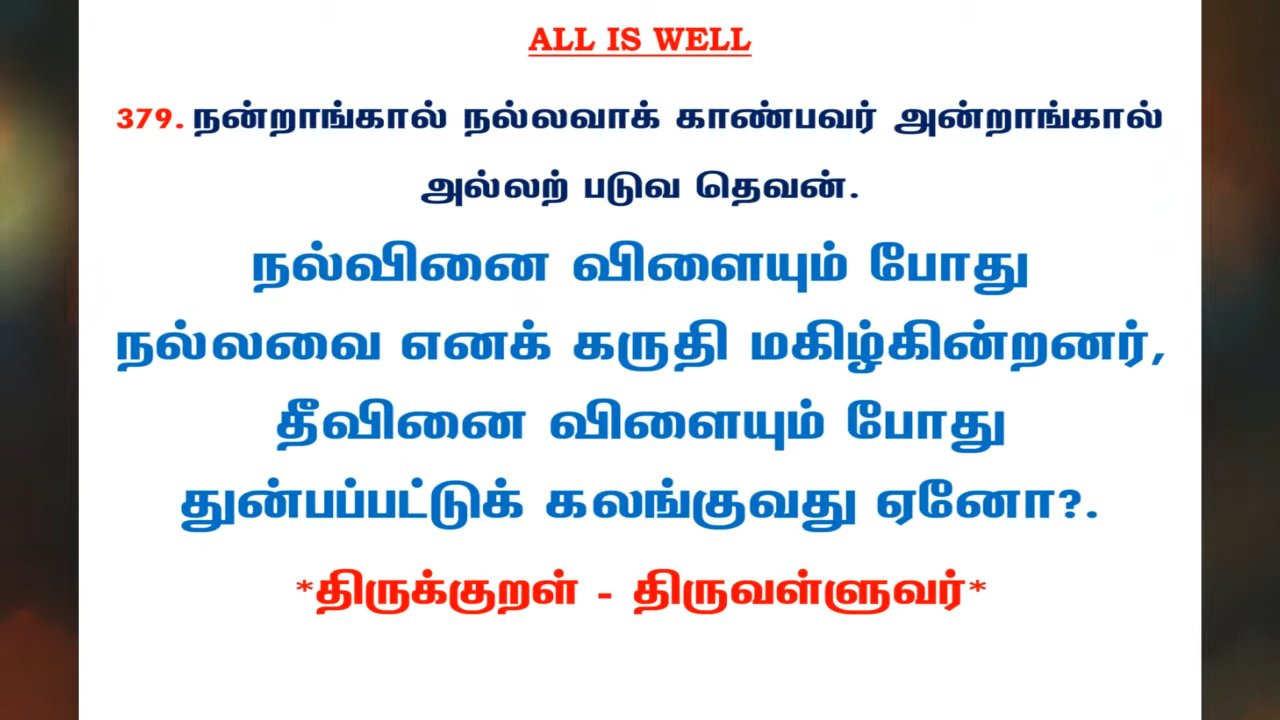 ALL IS WELL
379. நன்றாங்கால் நல்லவாக் காண்பவர் அன்றாங்கால்
அல்லற் படுவ தெவன்.
நல்வினை விளையும் போது
நல்லவை எனக் கருதி மகிழ்கின்றனர்,
தீவினை விளையும் போது
துன்பப்பட்டுக் கலங்குவது ஏனோ?.
*திருக்குறள் - திருவள்ளுவர்*